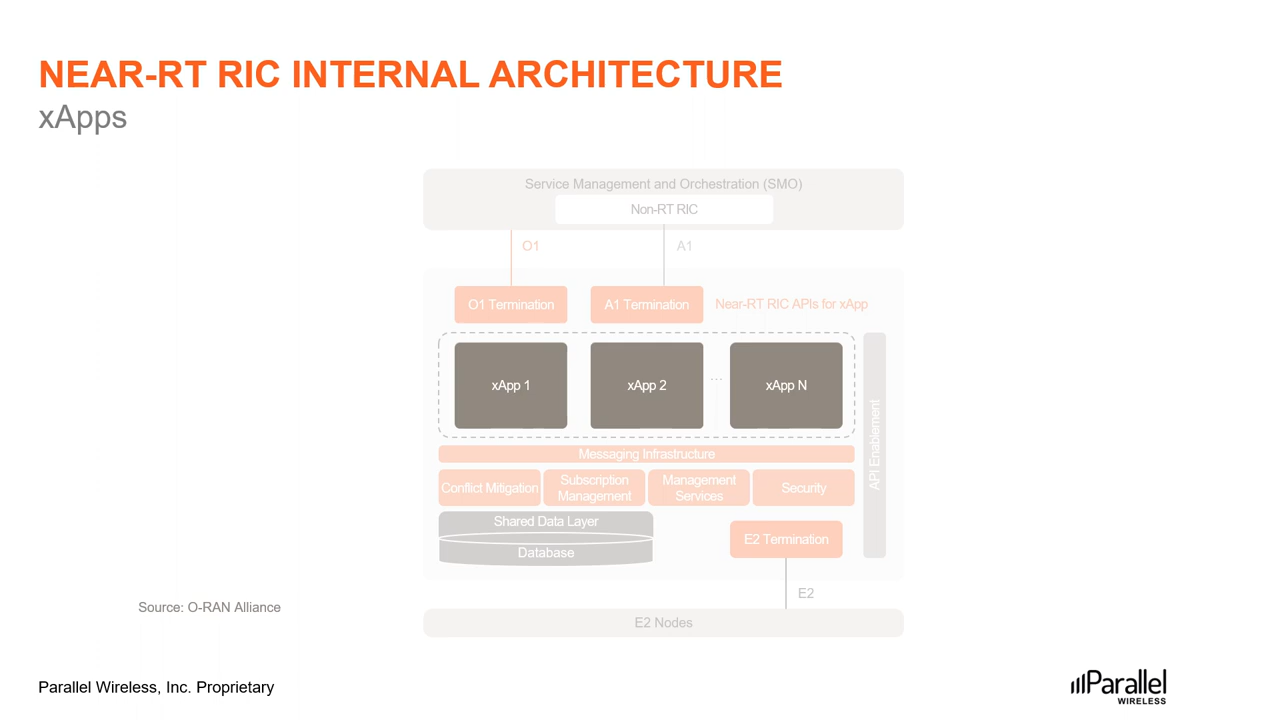 NEAR-RT RIC INTERNAL ARCHITECTURE
xApps
Service Management and Orchestration (SMO)
Non-RT RIC
O1
A1
O1 Termination
A1 Termination
Near-RT RIC APIs for xApp
xApp 1
xApp 2
...
xApp N
API Enablement
Messaging Infrastructure
Conflict Mitigation
Subscription
Management
Management
Services
Security
Shared Data Layer
Database
E2 Termination
E2
E2 Nodes
Source: O-RAN Alliance
Parallel Wireless, Inc. Proprietary
Parallel
WIRELESS